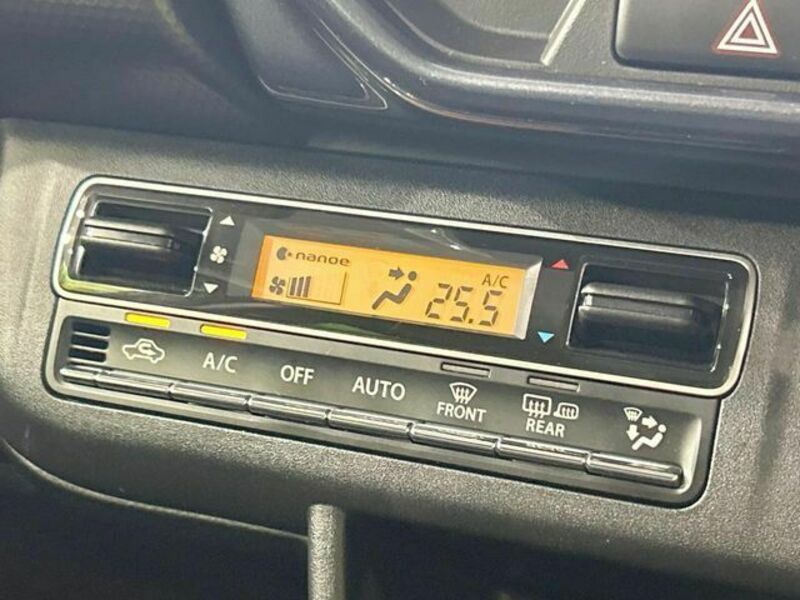 nanoe
A/C
25.5
A/C
OFF
AUTO
FRONT
REAR